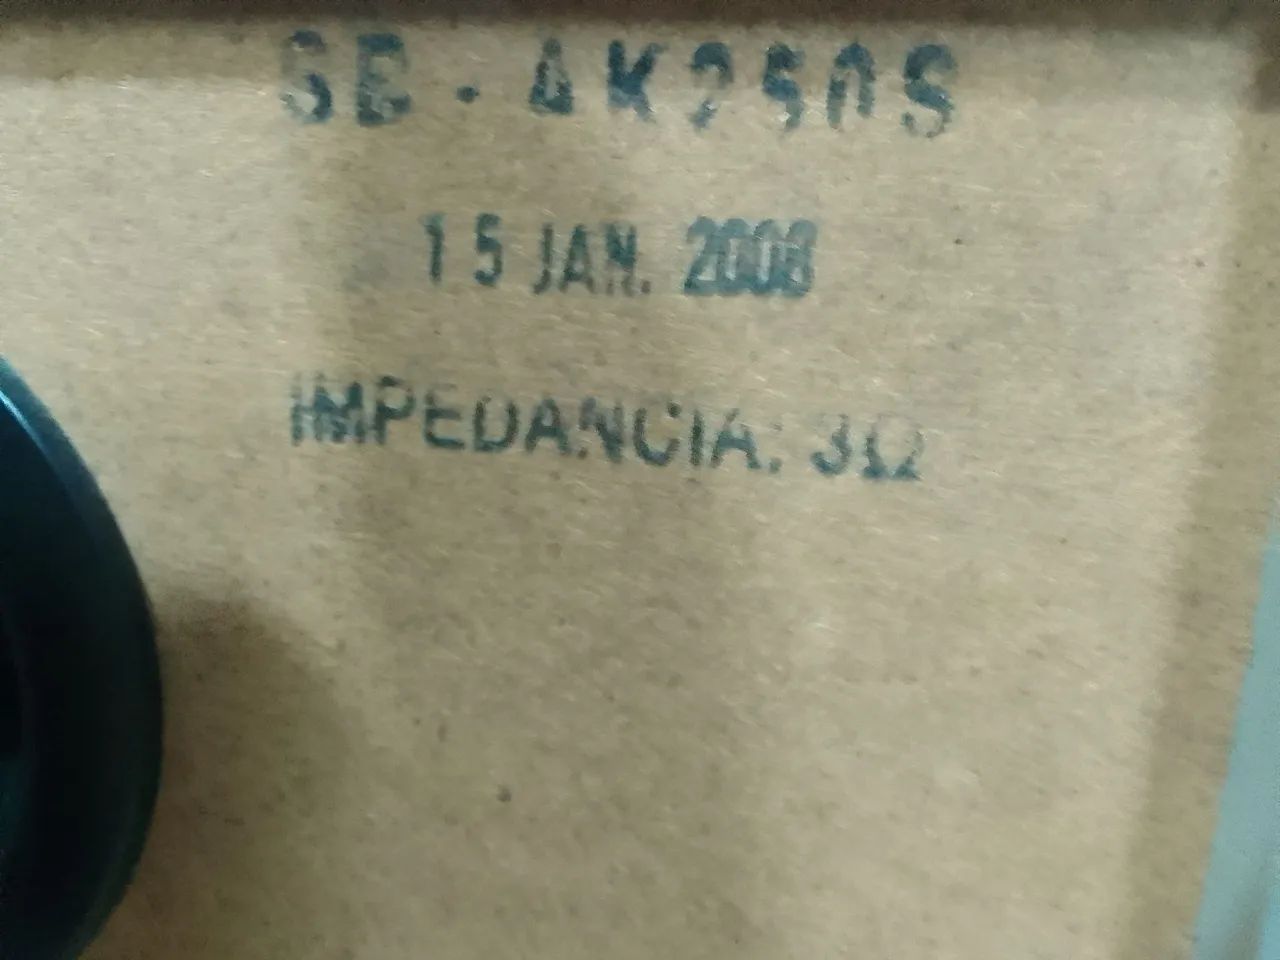 SB-AK250S
15 JAN. 2008
IMPEDANCIA: 3Ω